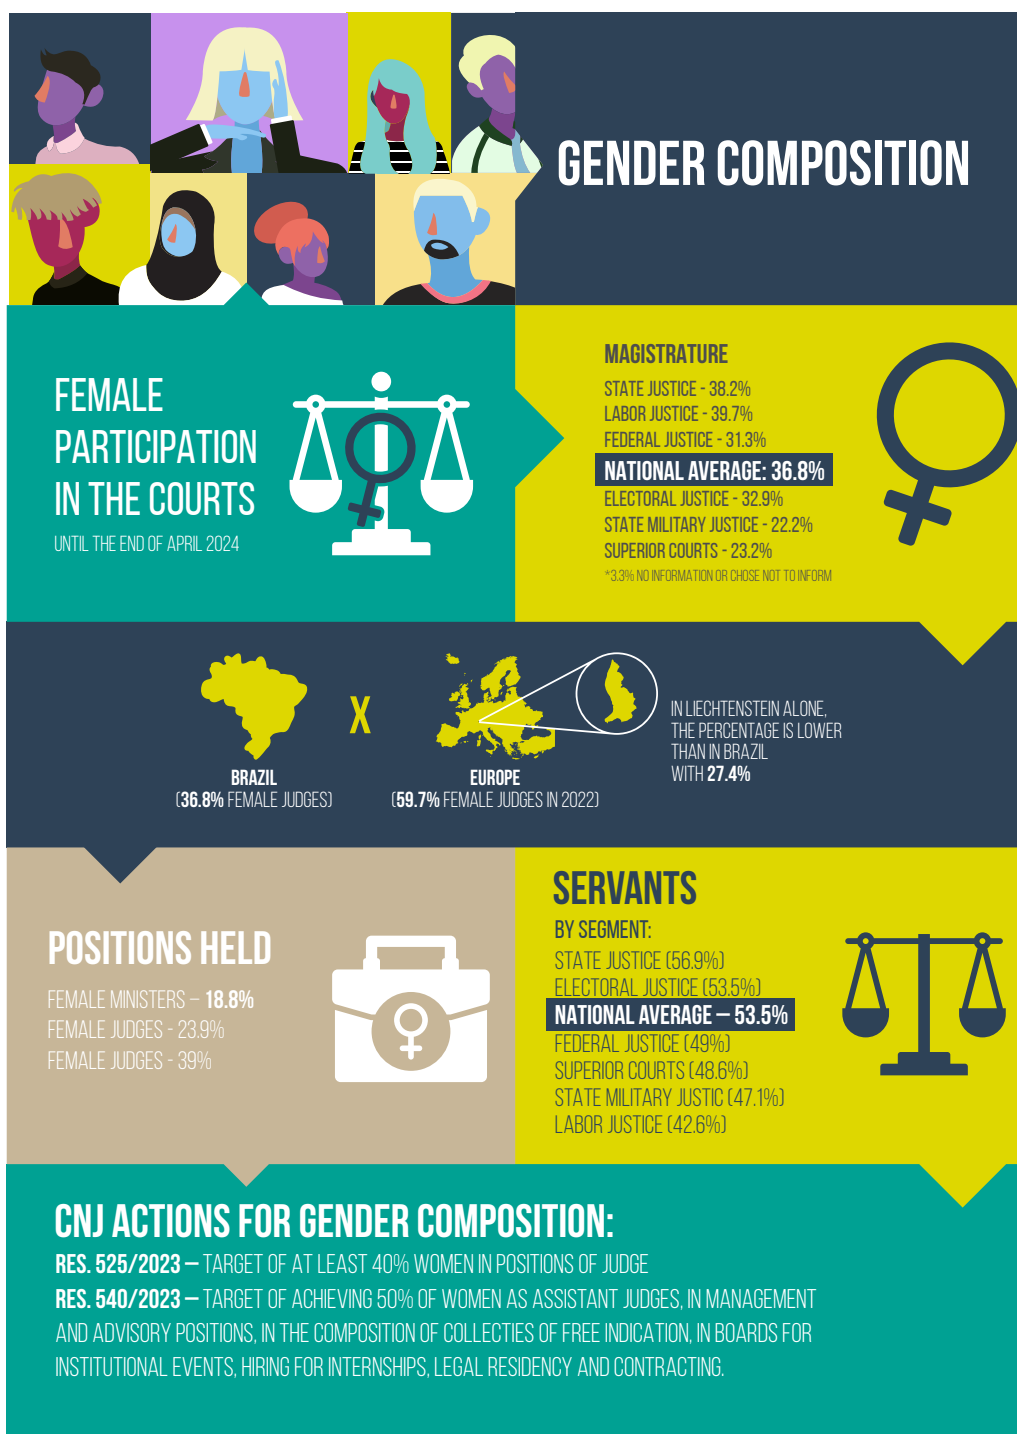 GENDER COMPOSITION
FEMALE
PARTICIPATION
IN THE COURTS
UNTIL THE END OF APRIL 2024
MAGISTRATURE
STATE JUSTICE - 38.2%
LABOR JUSTICE - 39.7%
FEDERAL JUSTICE - 31.3%
NATIONAL AVERAGE: 36.8%
ELECTORAL JUSTICE - 32.9%
STATE MILITARY JUSTICE - 22.2%
SUPERIOR COURTS - 23.2%
*3.3% NO INFORMATION OR CHOSE NOT TO INFORM
X
BRAZIL
(36.8% FEMALE JUDGES)
EUROPE
(59.7% FEMALE JUDGES IN 2022)
IN LIECHTENSTEIN ALONE,
THE PERCENTAGE IS LOWER
THAN IN BRAZIL
WITH 27.4%
POSITIONS HELD
FEMALE MINISTERS – 18.8%
FEMALE JUDGES - 23.9%
FEMALE JUDGES - 39%
SERVANTS
BY SEGMENT:
STATE JUSTICE (56.9%)
ELECTORAL JUSTICE (53.5%)
NATIONAL AVERAGE – 53.5%
FEDERAL JUSTICE (49%)
SUPERIOR COURTS (48.6%)
STATE MILITARY JUSTIC (47.1%)
LABOR JUSTICE (42.6%)
CNJ ACTIONS FOR GENDER COMPOSITION:
RES. 525/2023 – TARGET OF AT LEAST 40% WOMEN IN POSITIONS OF JUDGE
RES. 540/2023 – TARGET OF ACHIEVING 50% OF WOMEN AS ASSISTANT JUDGES, IN MANAGEMENT
AND ADVISORY POSITIONS, IN THE COMPOSITION OF COLLECTIES OF FREE INDICATION, IN BOARDS FOR
INSTITUTIONAL EVENTS, HIRING FOR INTERNSHIPS, LEGAL RESIDENCY AND CONTRACTING.